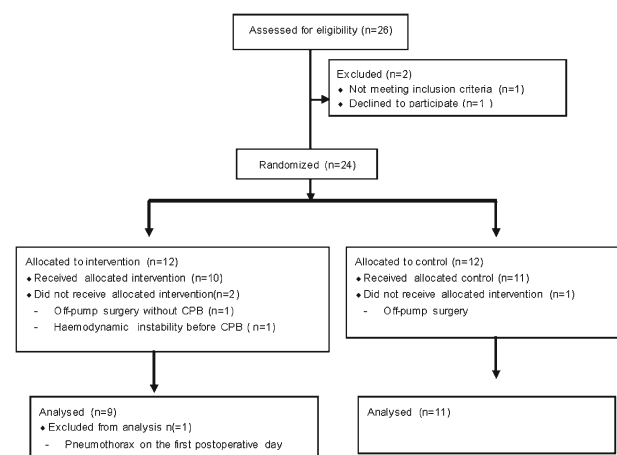 Assessed for eligibility (n=26)
Excluded (n=2)
◆ Not meeting inclusion criteria (n=1)
◆ Declined to participate (n=1 )
Randomized (n=24)
Allocated to intervention (n=12)
◆ Received allocated intervention (n=10)
◆ Did not receive allocated intervention(n=2)
- Off-pump surgery without CPB (n=1)
- Haemodynamic instability before CPB ( n=1)
Allocated to control (n=12)
◆ Received allocated control (n=11)
◆ Did not receive allocated intervention (n=1)
- Off-pump surgery
Analysed (n=9)
◆ Excluded from analysis n(=1)
- Pneumothorax on the first postoperative day
Analysed (n=11)